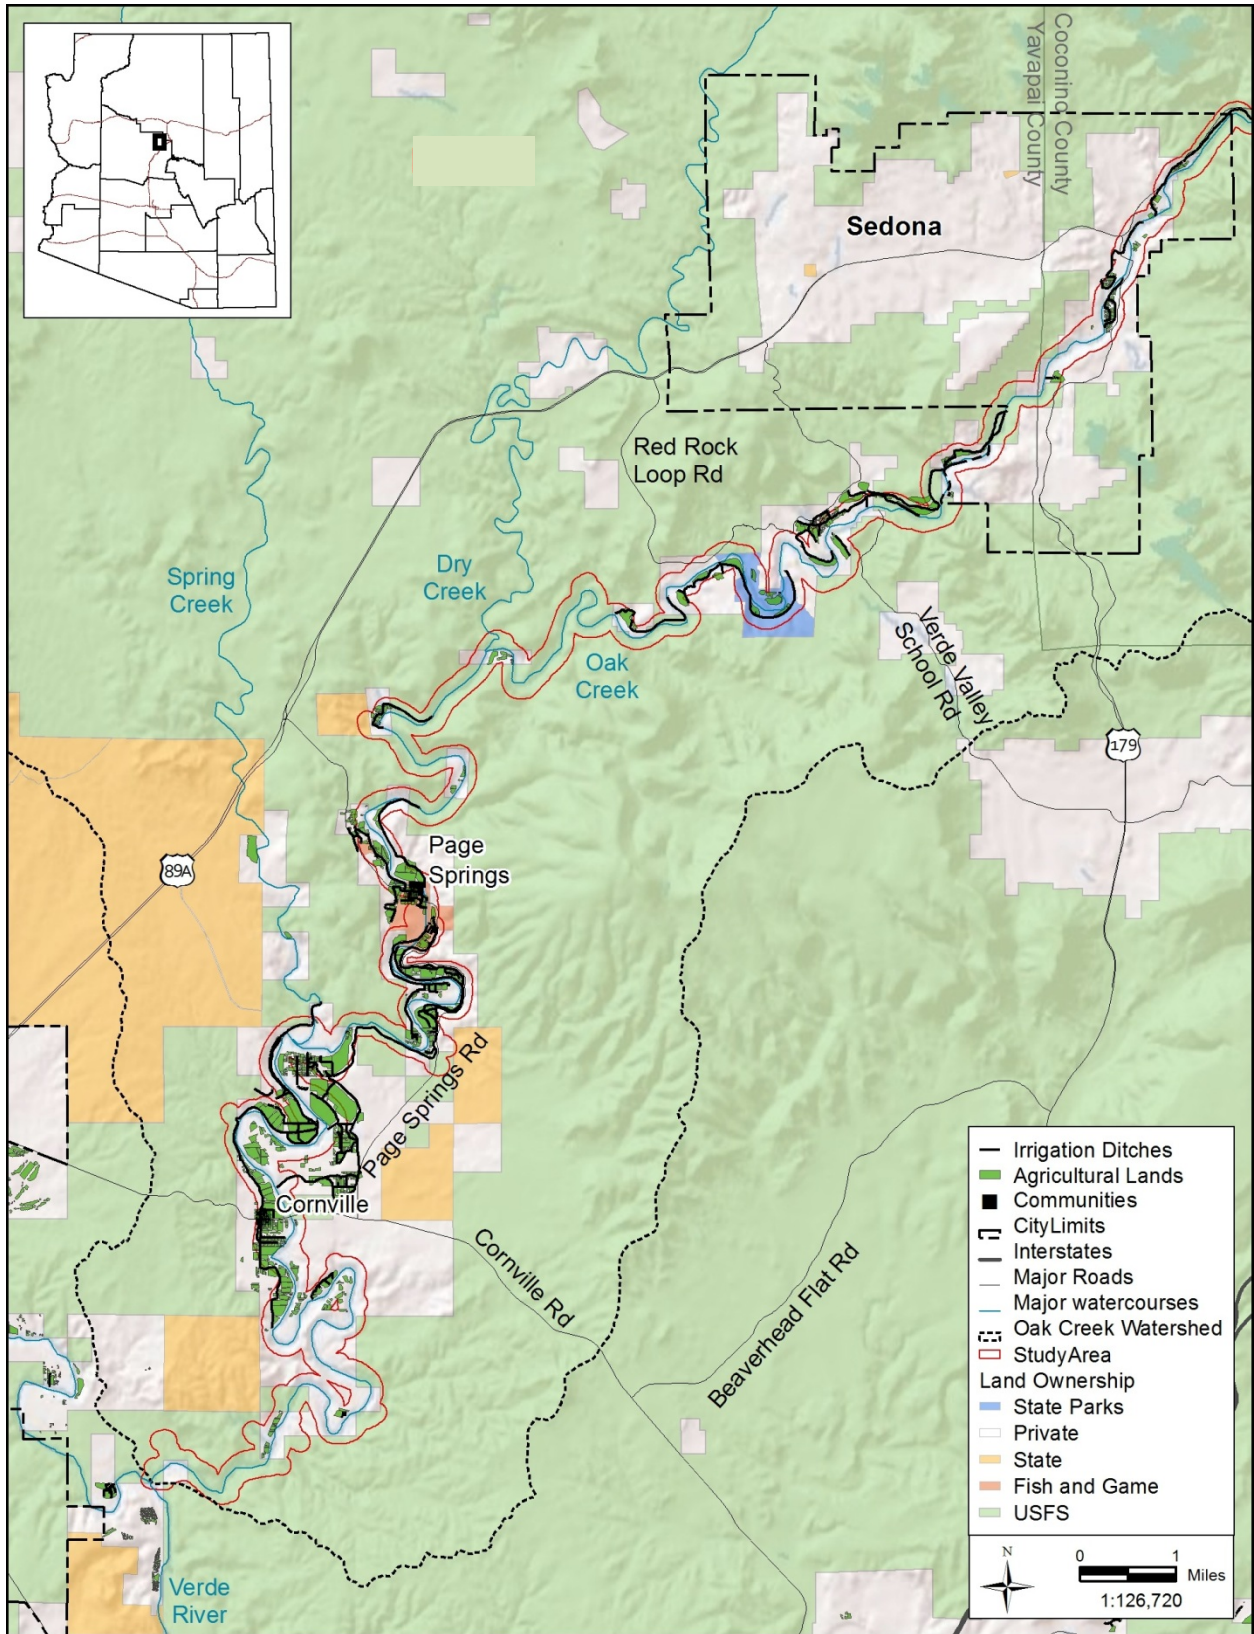 Coconino County
Yavapai County
Sedona
Red Rock
Loop Rd
Spring
Creek
Dry
Creek
Oak
Creek
Verde Valley
School Rd
179
Page
Springs
89A
Page Springs Rd
Cornville
Cornville Rd
Beaverhead Flat Rd
Verde
River
Irrigation Ditches
Agricultural Lands
Communities
CityLimits
Interstates
Major Roads
Major watercourses
Oak Creek Watershed
StudyArea
Land Ownership
State Parks
Private
State
Fish and Game
USFS
N
0 1
Miles
1:126,720